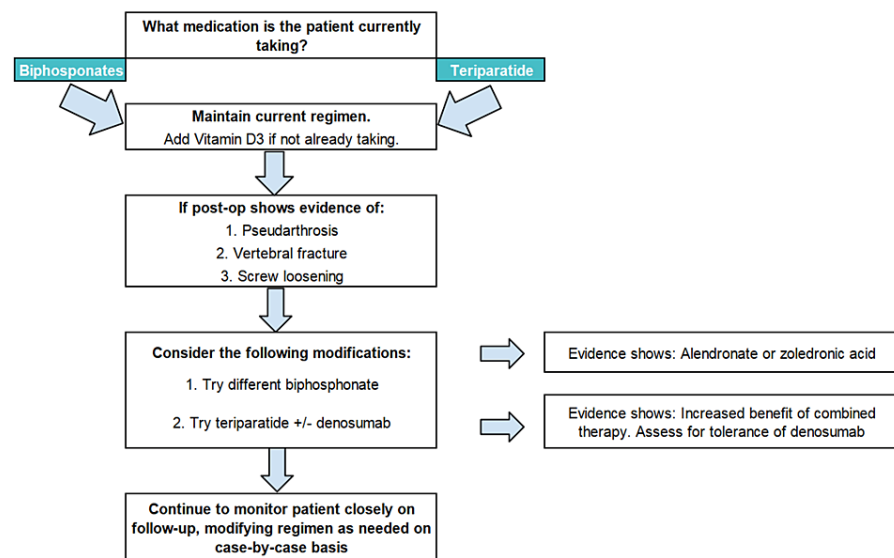 What medication is the patient currently
taking?
Biphosponates
Teriparatide
Maintain current regimen.
Add Vitamin D3 if not already taking.
If post-op shows evidence of:
1. Pseudarthrosis
2. Vertebral fracture
3. Screw loosening
Consider the following modifications:
1. Try different biphosphonate
2. Try teriparatide +/- denosumab
Evidence shows: Alendronate or zoledronic acid
Evidence shows: Increased benefit of combined
therapy. Assess for tolerance of denosumab
Continue to monitor patient closely on
follow-up, modifying regimen as needed on
case-by-case basis